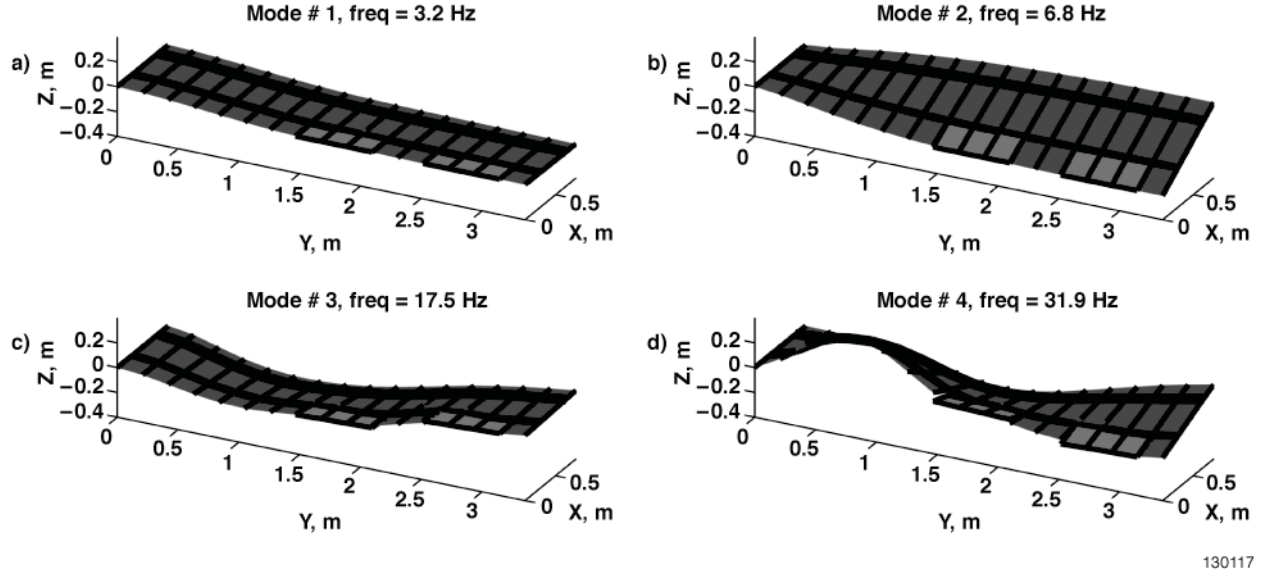 Mode # 1, freq = 3.2 Hz
a)
Z, m
0.2
0
−0.2
−0.4
0
0.5
1
1.5
2
2.5
3
Y, m
0
0.5
X, m
Mode # 2, freq = 6.8 Hz
b)
Z, m
0.2
0
−0.2
−0.4
0
0.5
1
1.5
2
2.5
3
Y, m
0
0.5
X, m
Mode # 3, freq = 17.5 Hz
c)
Z, m
0.2
0
−0.2
−0.4
0
0.5
1
1.5
2
2.5
3
Y, m
0
0.5
X, m
Mode # 4, freq = 31.9 Hz
d)
Z, m
0.2
0
−0.2
−0.4
0
0.5
1
1.5
2
2.5
3
Y, m
0
0.5
X, m
130117